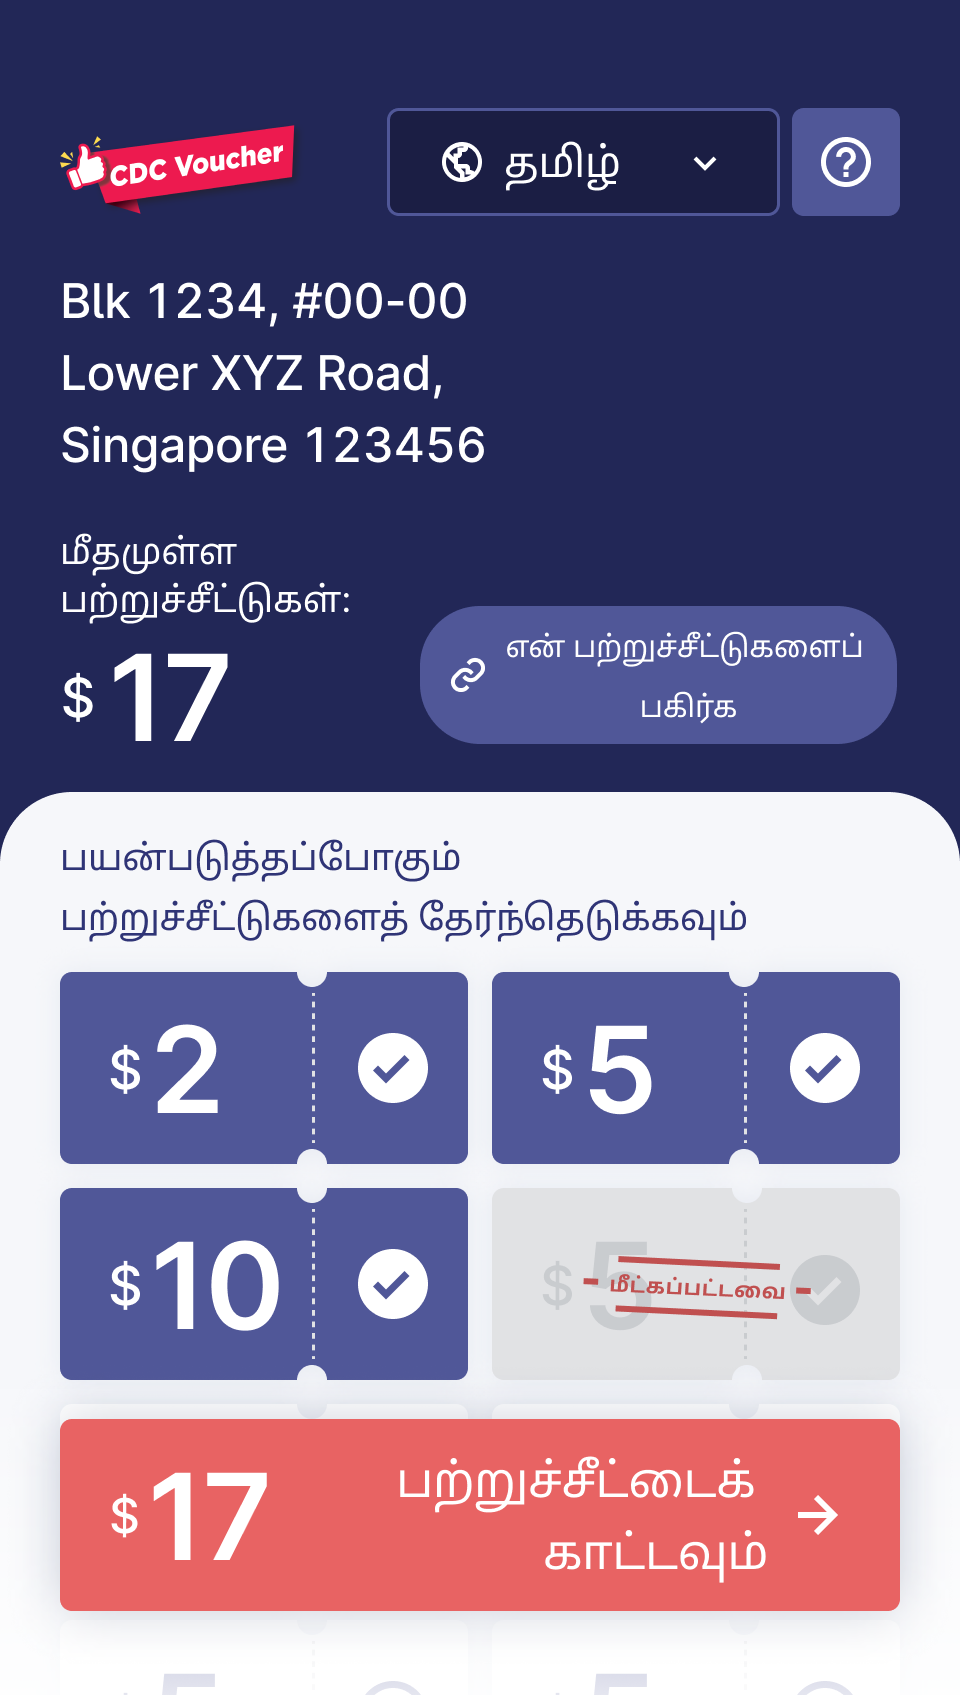 CDC Voucher
தமிழ்
Blk 1234, #00-00
Lower XYZ Road,
Singapore 123456
மீதமுள்ள
பற்றுச்சீட்டுகள்:
$ 17
என் பற்றுச்சீட்டுகளைப்
பகிர்க
பயன்படுத்தப்போகும்
பற்றுச்சீட்டுகளைத் தேர்ந்தெடுக்கவும்
$ 2
$ 5
$ 10
$ 5
மீட்கப்பட்டவை
$ 17
பற்றுச்சீட்டைக்
காட்டவும்